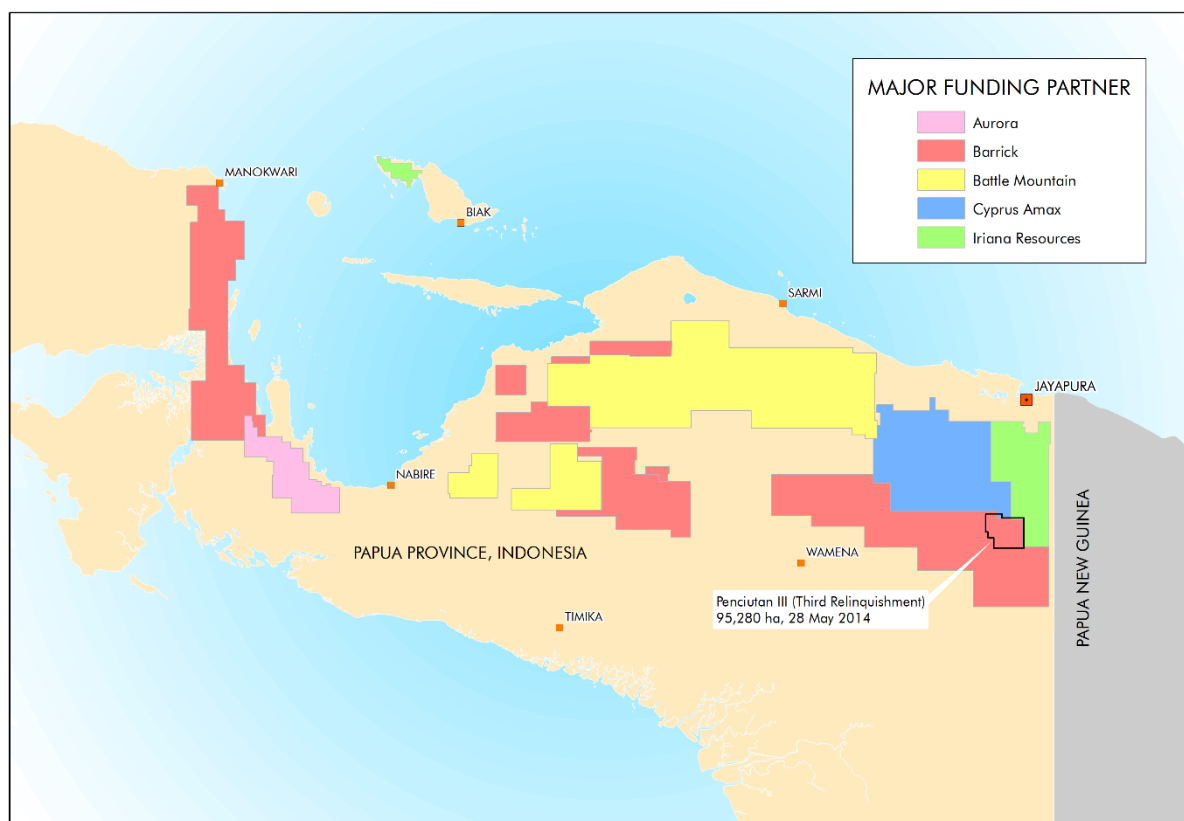 MAJOR FUNDING PARTNER
Aurora
Barrick
Battle Mountain
Cyprus Amax
Iriana Resources
MANOKWARI
BIAK
SARMI
JAYAPURA
NABIRE
PAPUA PROVINCE, INDONESIA
WAMENA
Penciutan III (Third Relinquishment)
95,280 ha, 28 May 2014
TIMIKA
PAPUA NEW GUINEA